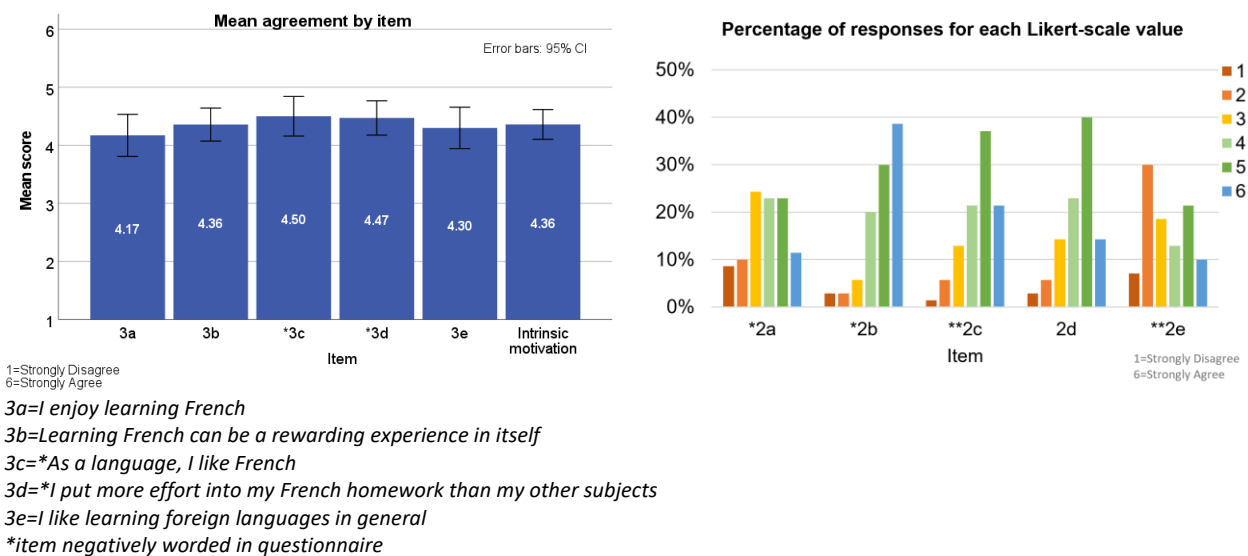 Mean agreement by item
Error bars: 95% CI
6
5
4
3
2
1
Mean score
4.17
4.36
4.50
4.47
4.30
4.36
3a
3b
*3c
*3d
3e
Intrinsic
motivation
Item
1=Strongly Disagree
6=Strongly Agree
Percentage of responses for each Likert-scale value
50%
40%
30%
20%
10%
0%
1
2
3
4
5
6
*2a
*2b
**2c
2d
**2e
Item
1=Strongly Disagree
6=Strongly Agree
3a=I enjoy learning French
3b=Learning French can be a rewarding experience in itself
3c=*As a language, I like French
3d=*I put more effort into my French homework than my other subjects
3e=I like learning foreign languages in general
*item negatively worded in questionnaire